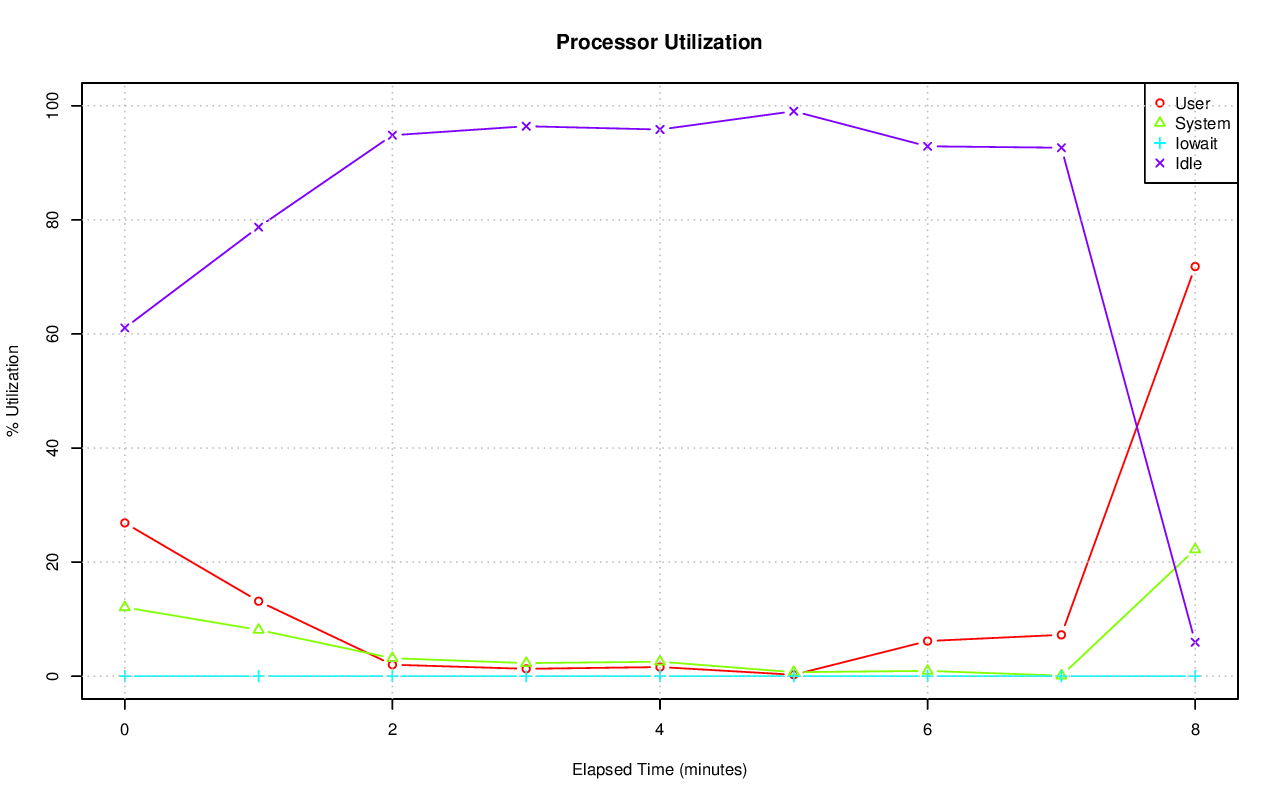 Processor Utilization
User
System
Iowait
Idle
% Utilization
100
80
60
40
20
0
0 2 4 6 8
Elapsed Time (minutes)